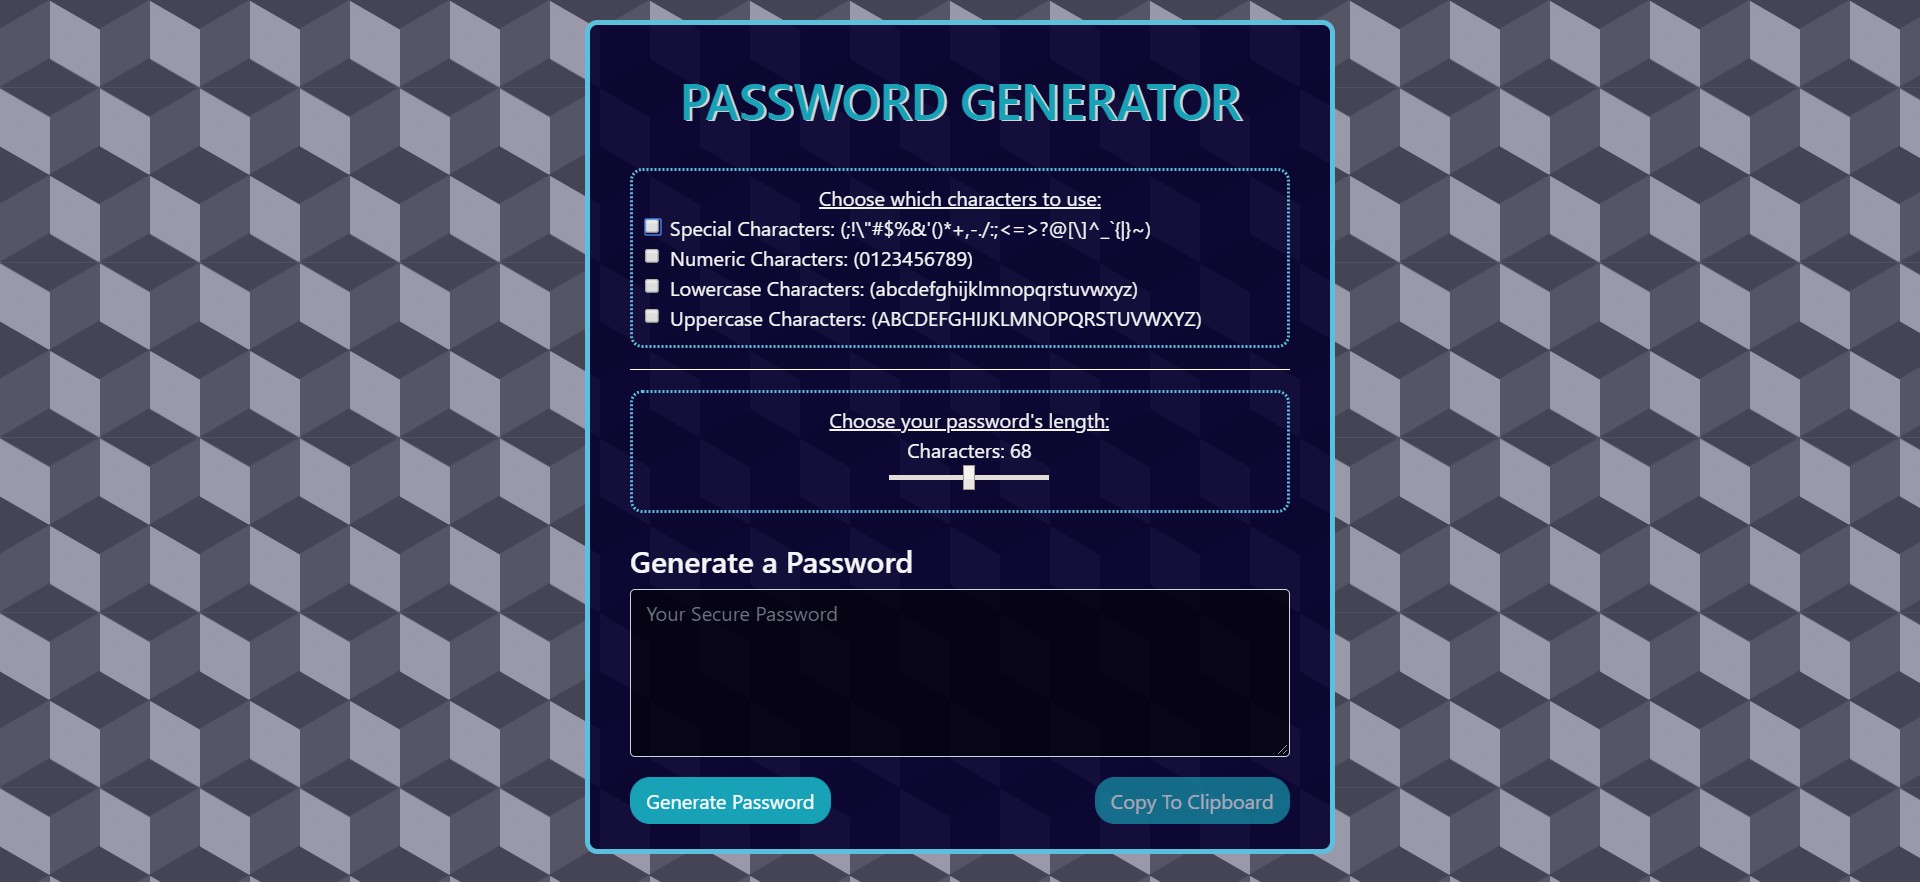 PASSWORD GENERATOR
Choose which characters to use:
Special Characters: (;!\"#$%&'()*+,-./:;<=>?@[\]^_`{|}~)
Numeric Characters: (0123456789)
Lowercase Characters: (abcdefghijklmnopqrstuvwxyz)
Uppercase Characters: (ABCDEFGHIJKLMNOPQRSTUVWXYZ)
Choose your password's length:
Characters: 68
Generate a Password
Your Secure Password
Generate Password
Copy To Clipboard